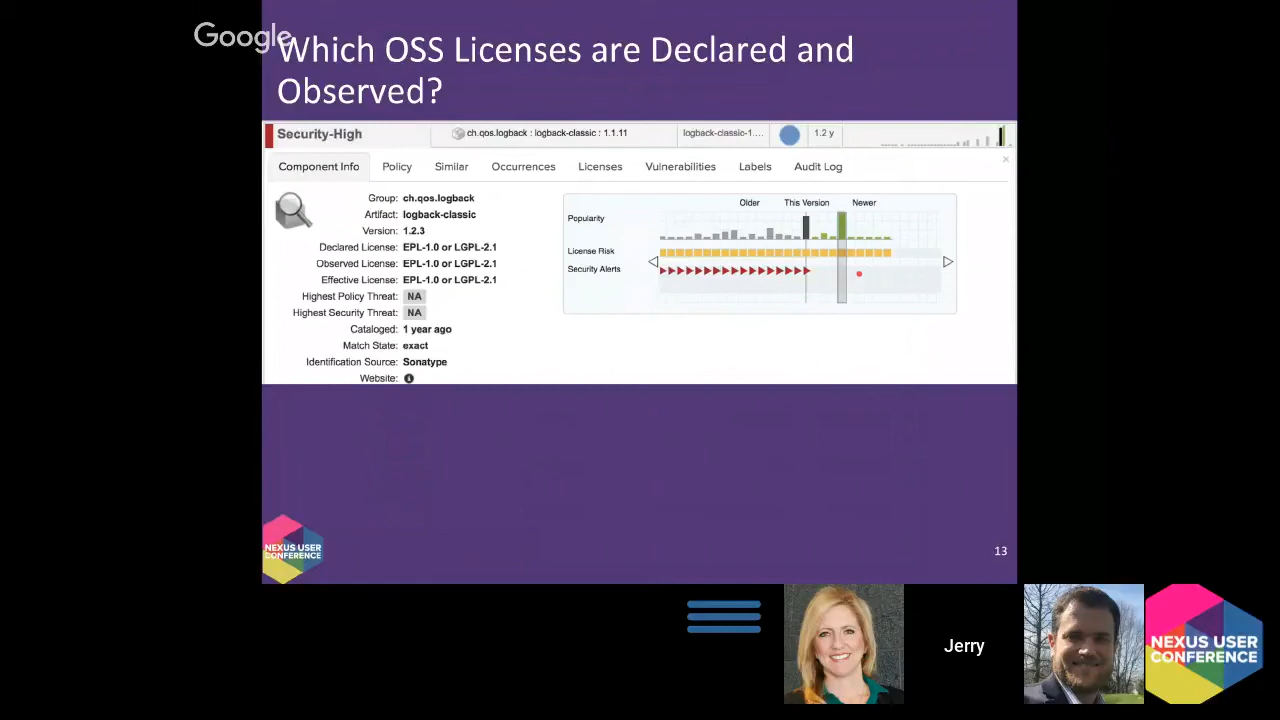 Google
Which OSS Licenses are Declared and
Observed?
Security-High
ch.qos.logback : logback-classic : 1.1.11
logback-classic-1....
1.2 y
Component Info
Policy
Similar
Occurrences
Licenses
Vulnerabilities
Labels
Audit Log
×
Group: ch.qos.logback
Artifact: logback-classic
Version: 1.2.3
Declared License: EPL-1.0 or LGPL-2.1
Observed License: EPL-1.0 or LGPL-2.1
Effective License: EPL-1.0 or LGPL-2.1
Highest Policy Threat: NA
Highest Security Threat: NA
Cataloged: 1 year ago
Match State: exact
Identification Source: Sonatype
Website:
Older
This Version
Newer
Popularity
License Risk
Security Alerts
NEXUS USER
CONFERENCE
13
Jerry
NEXUS USER
CONFERENCE